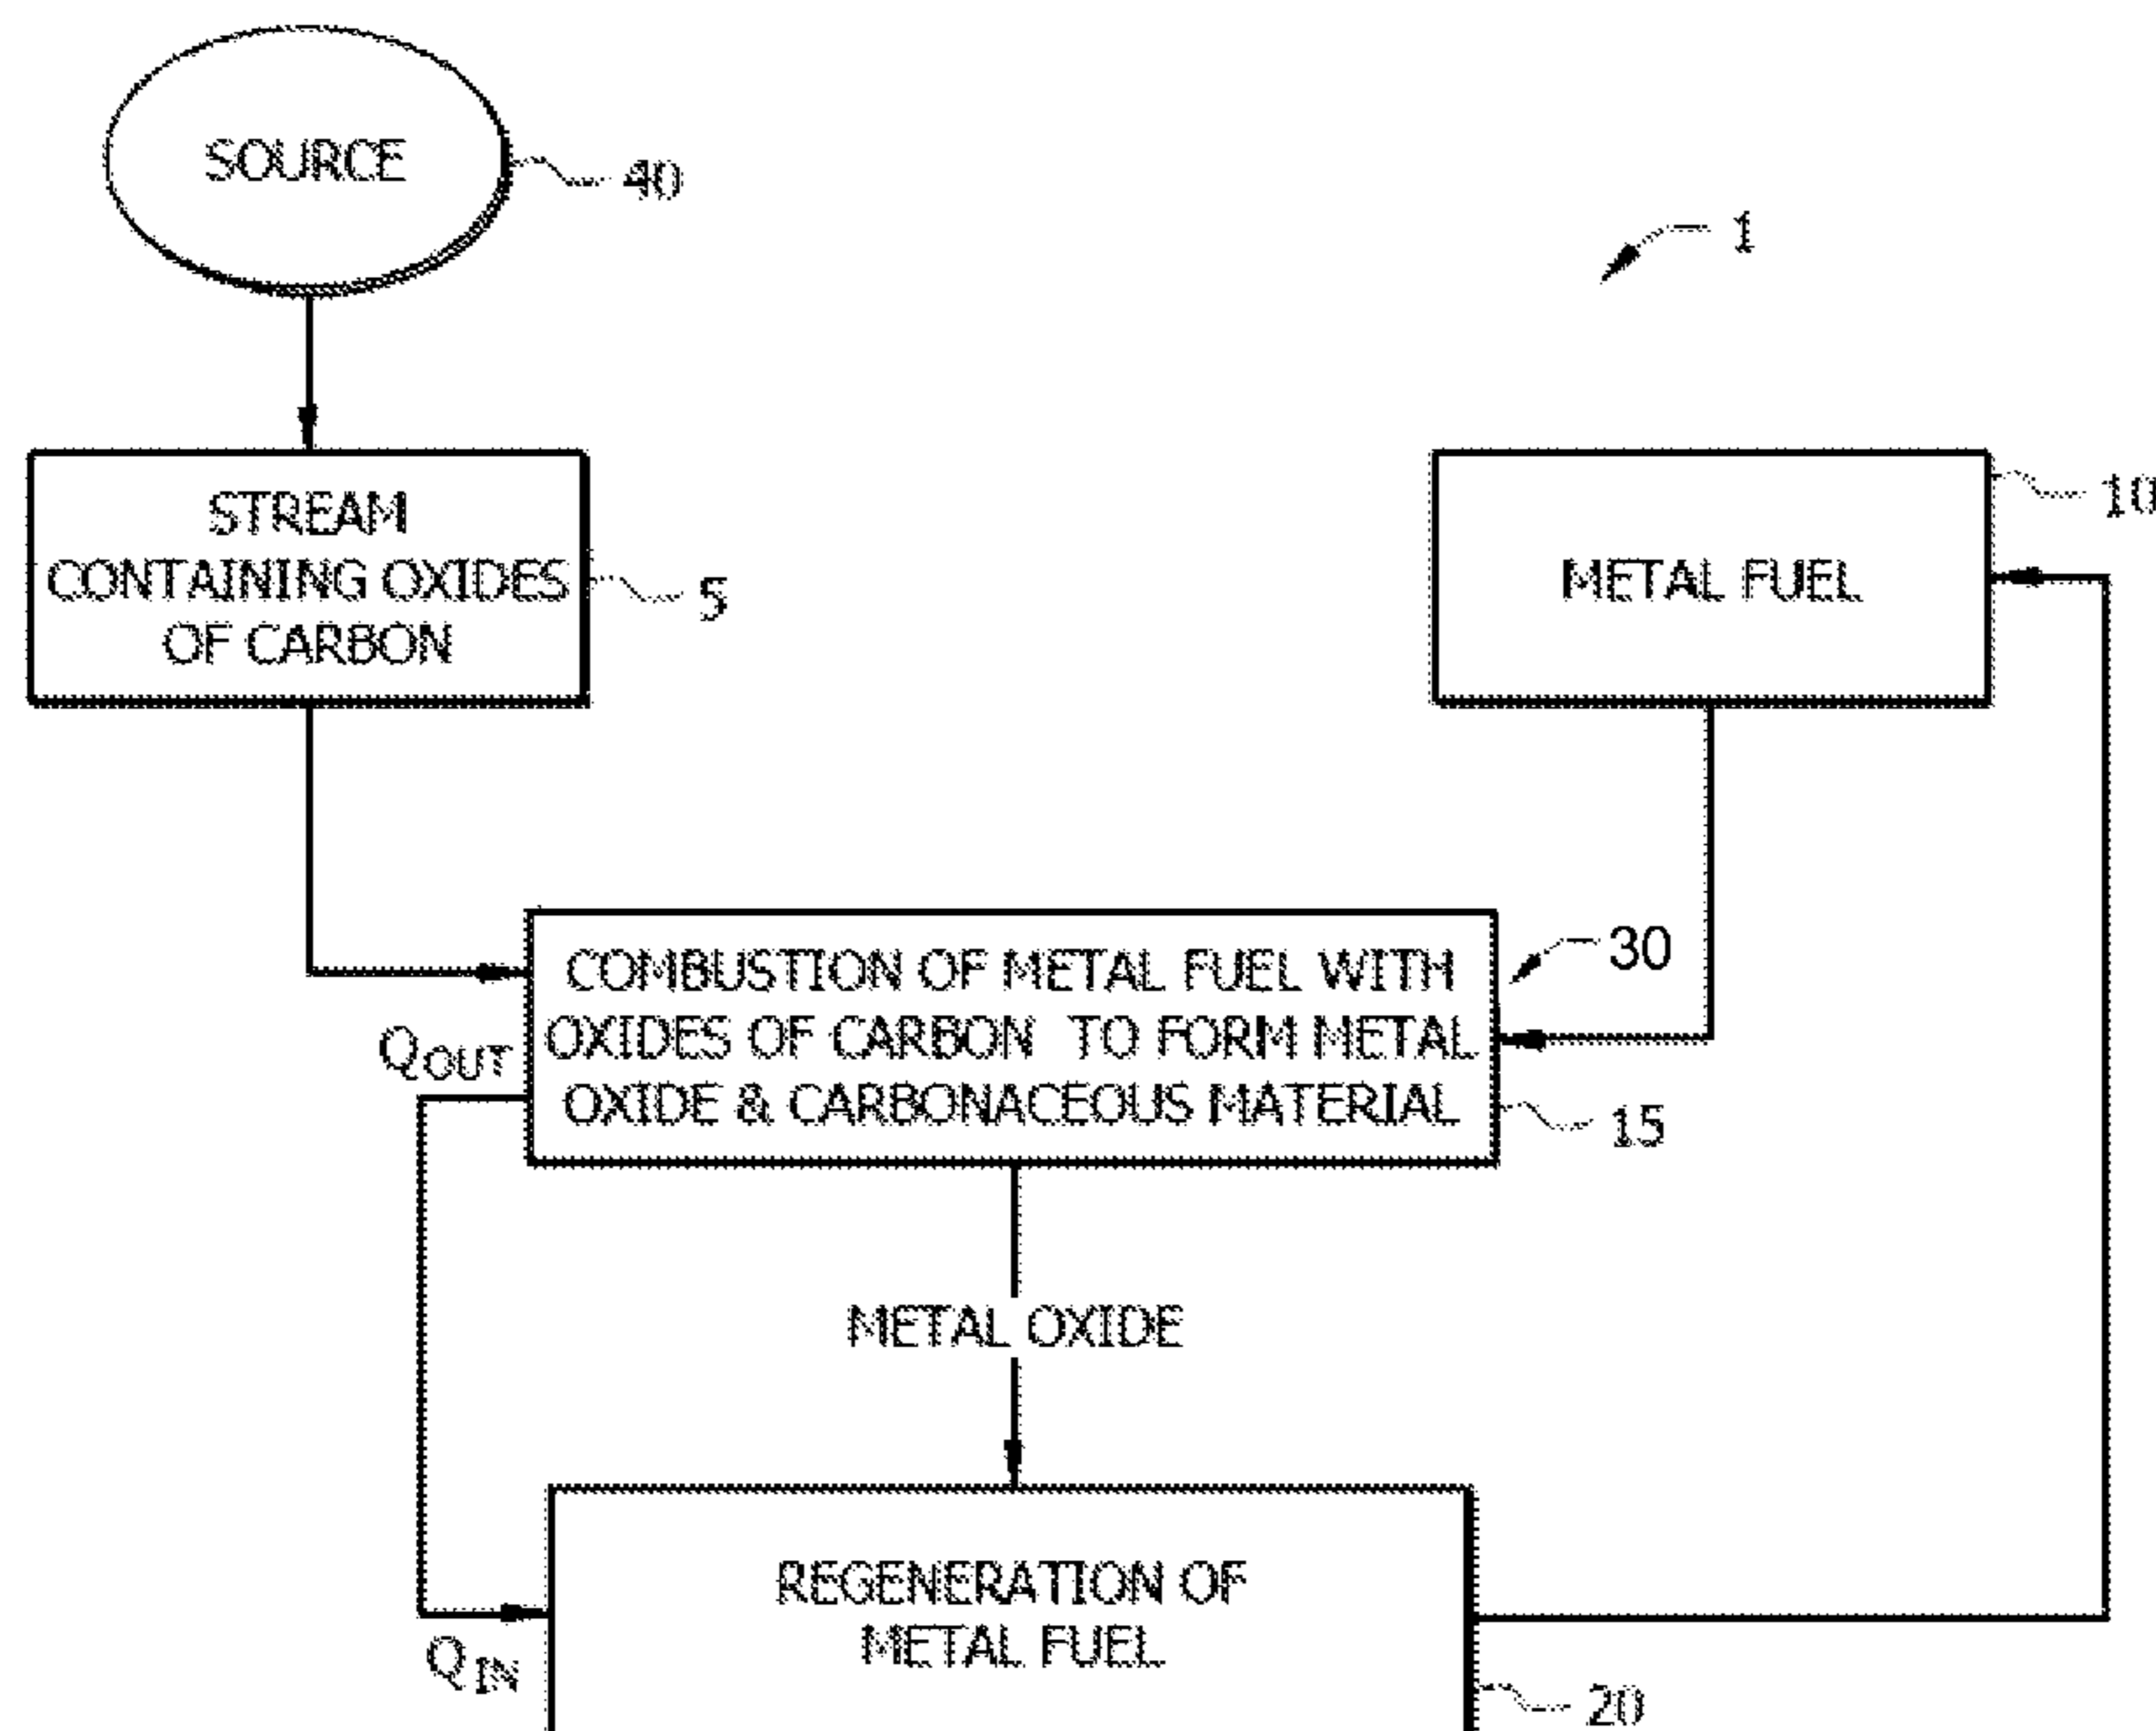 SOURCE
40
1
STREAM
CONTAINING OXIDES
OF CARBON
5
METAL FUEL
10
COMBUSTION OF METAL FUEL WITH
OXIDES OF CARBON TO FORM METAL
OXIDE & CARBONACEOUS MATERIAL
30
15
QOUT
METAL OXIDE
REGENERATION OF
METAL FUEL
QIN
20